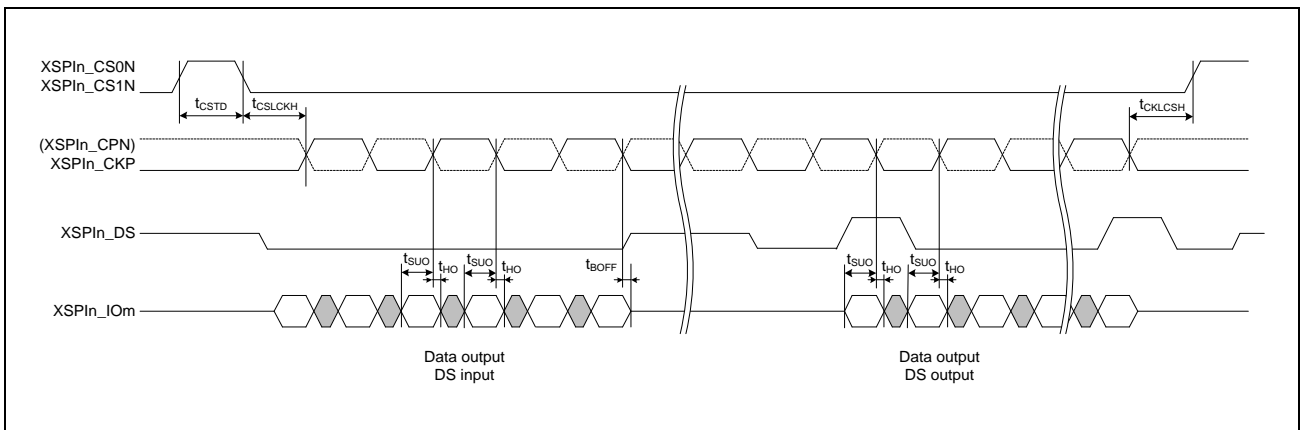 XSPIn_CS0N
XSPIn_CS1N
tCSTD
tCSLCKH
tCKLCSH
(XSPIn_CPN)
XSPIn_CKP
XSPIn_DS
tSUO
tHO
tSUO
tHO
tBOFF
tSUO
tHO
tSUO
tHO
XSPIn_IOm
Data output
DS input
Data output
DS output